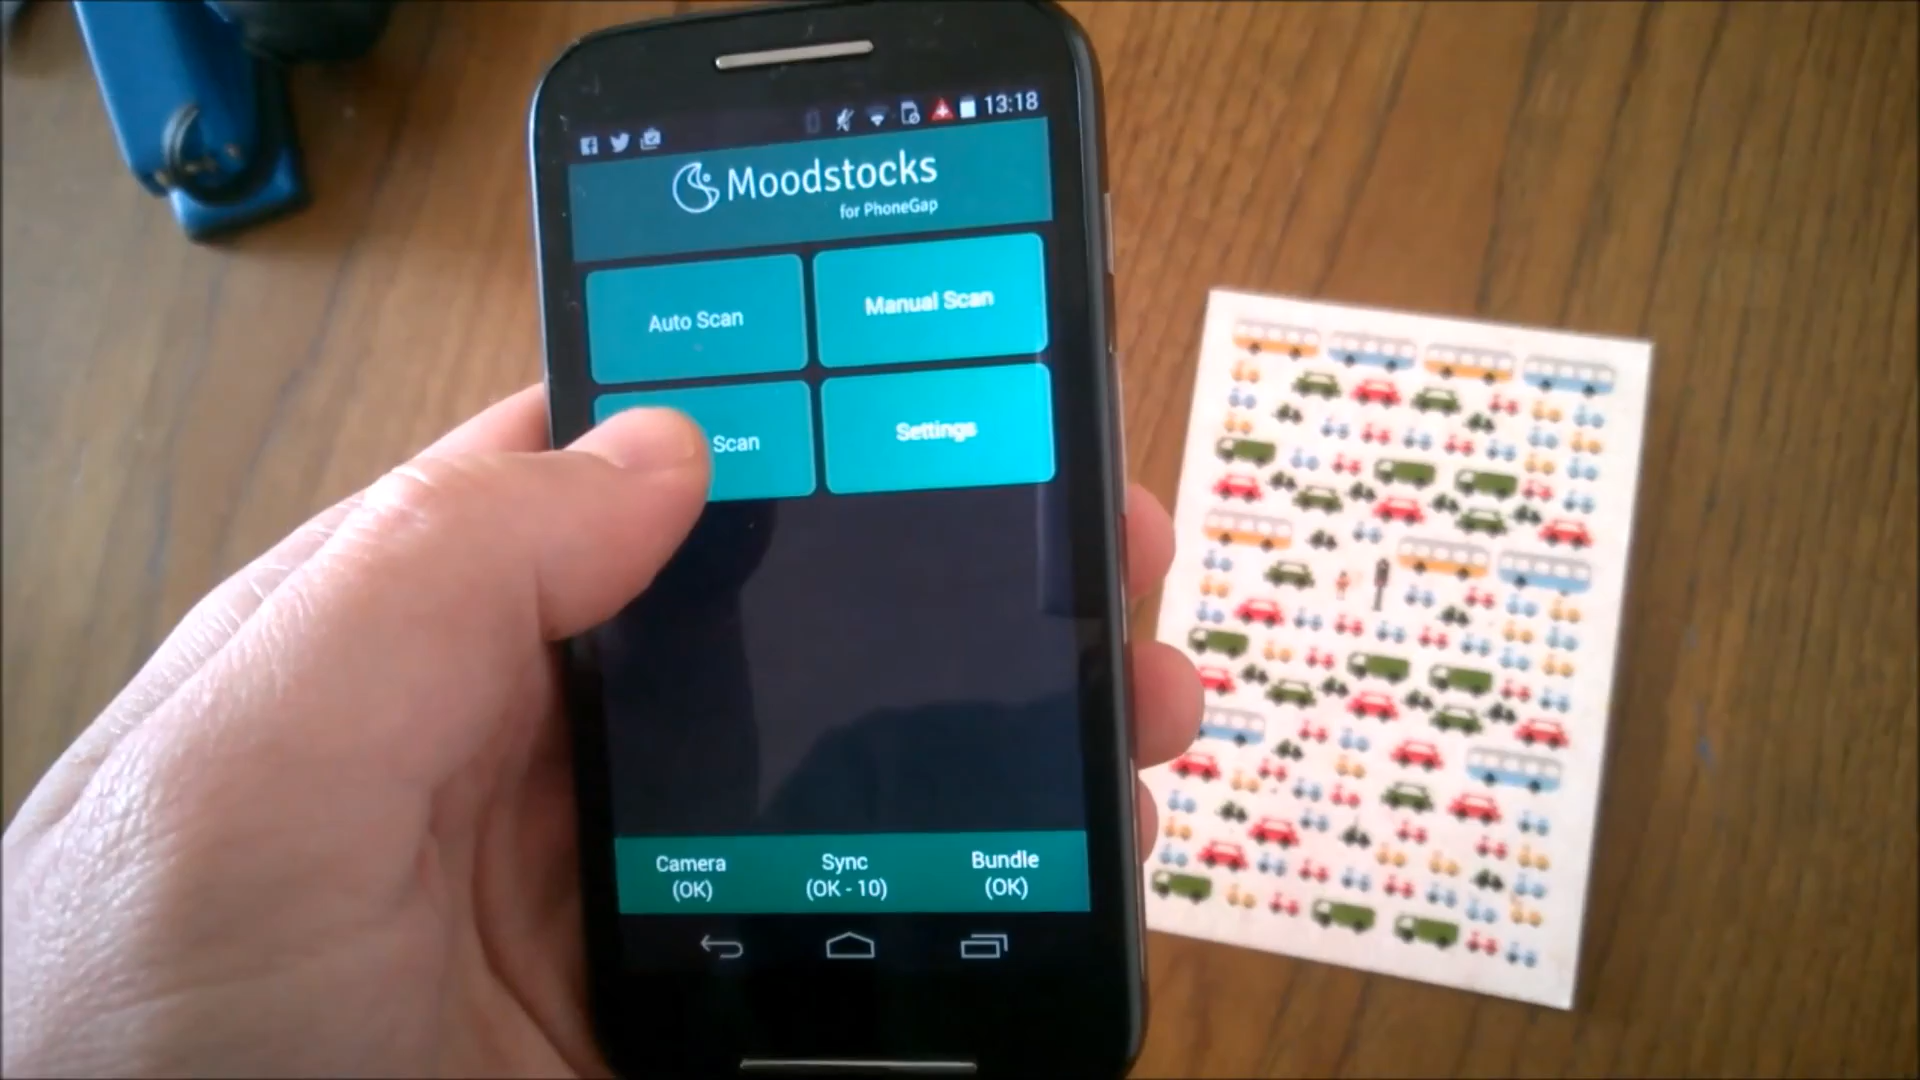 13:18
Moodstocks
for PhoneGap
Auto Scan
Manual Scan
Scan
Settings
Camera
(OK)
Sync
(OK - 10)
Bundle
(OK)